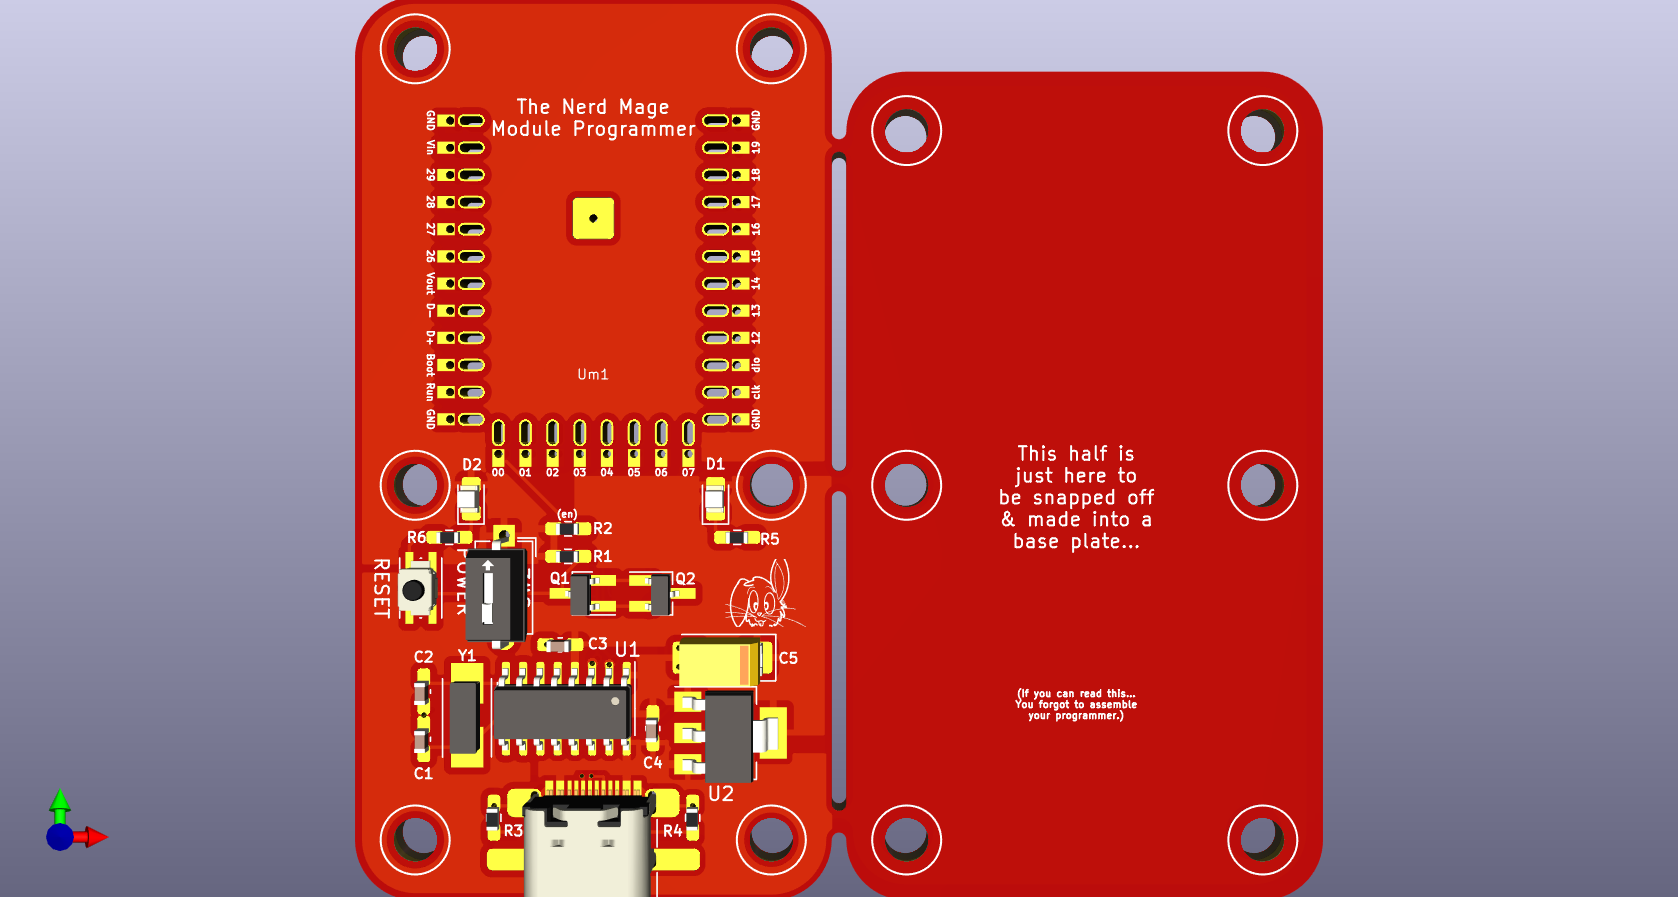 The Nerd Mage
Module Programmer
GND
Vin
29
28
27
26
Vout
D-
D+
Boot
Run
GND
GND
19
18
17
16
15
14
13
12
dio
clk
GND
Um1
00 01 02 03 04 05 06 07
D2
D1
(en)
R2
R6
R1
R5
RESET
POWER
Q1
Q2
C3
U1
C2
Y1
C5
C4
C1
U2
R3
R4
This half is
just here to
be snapped off
& made into a
base plate...
(If you can read this...
You forgot to assemble
your programmer.)